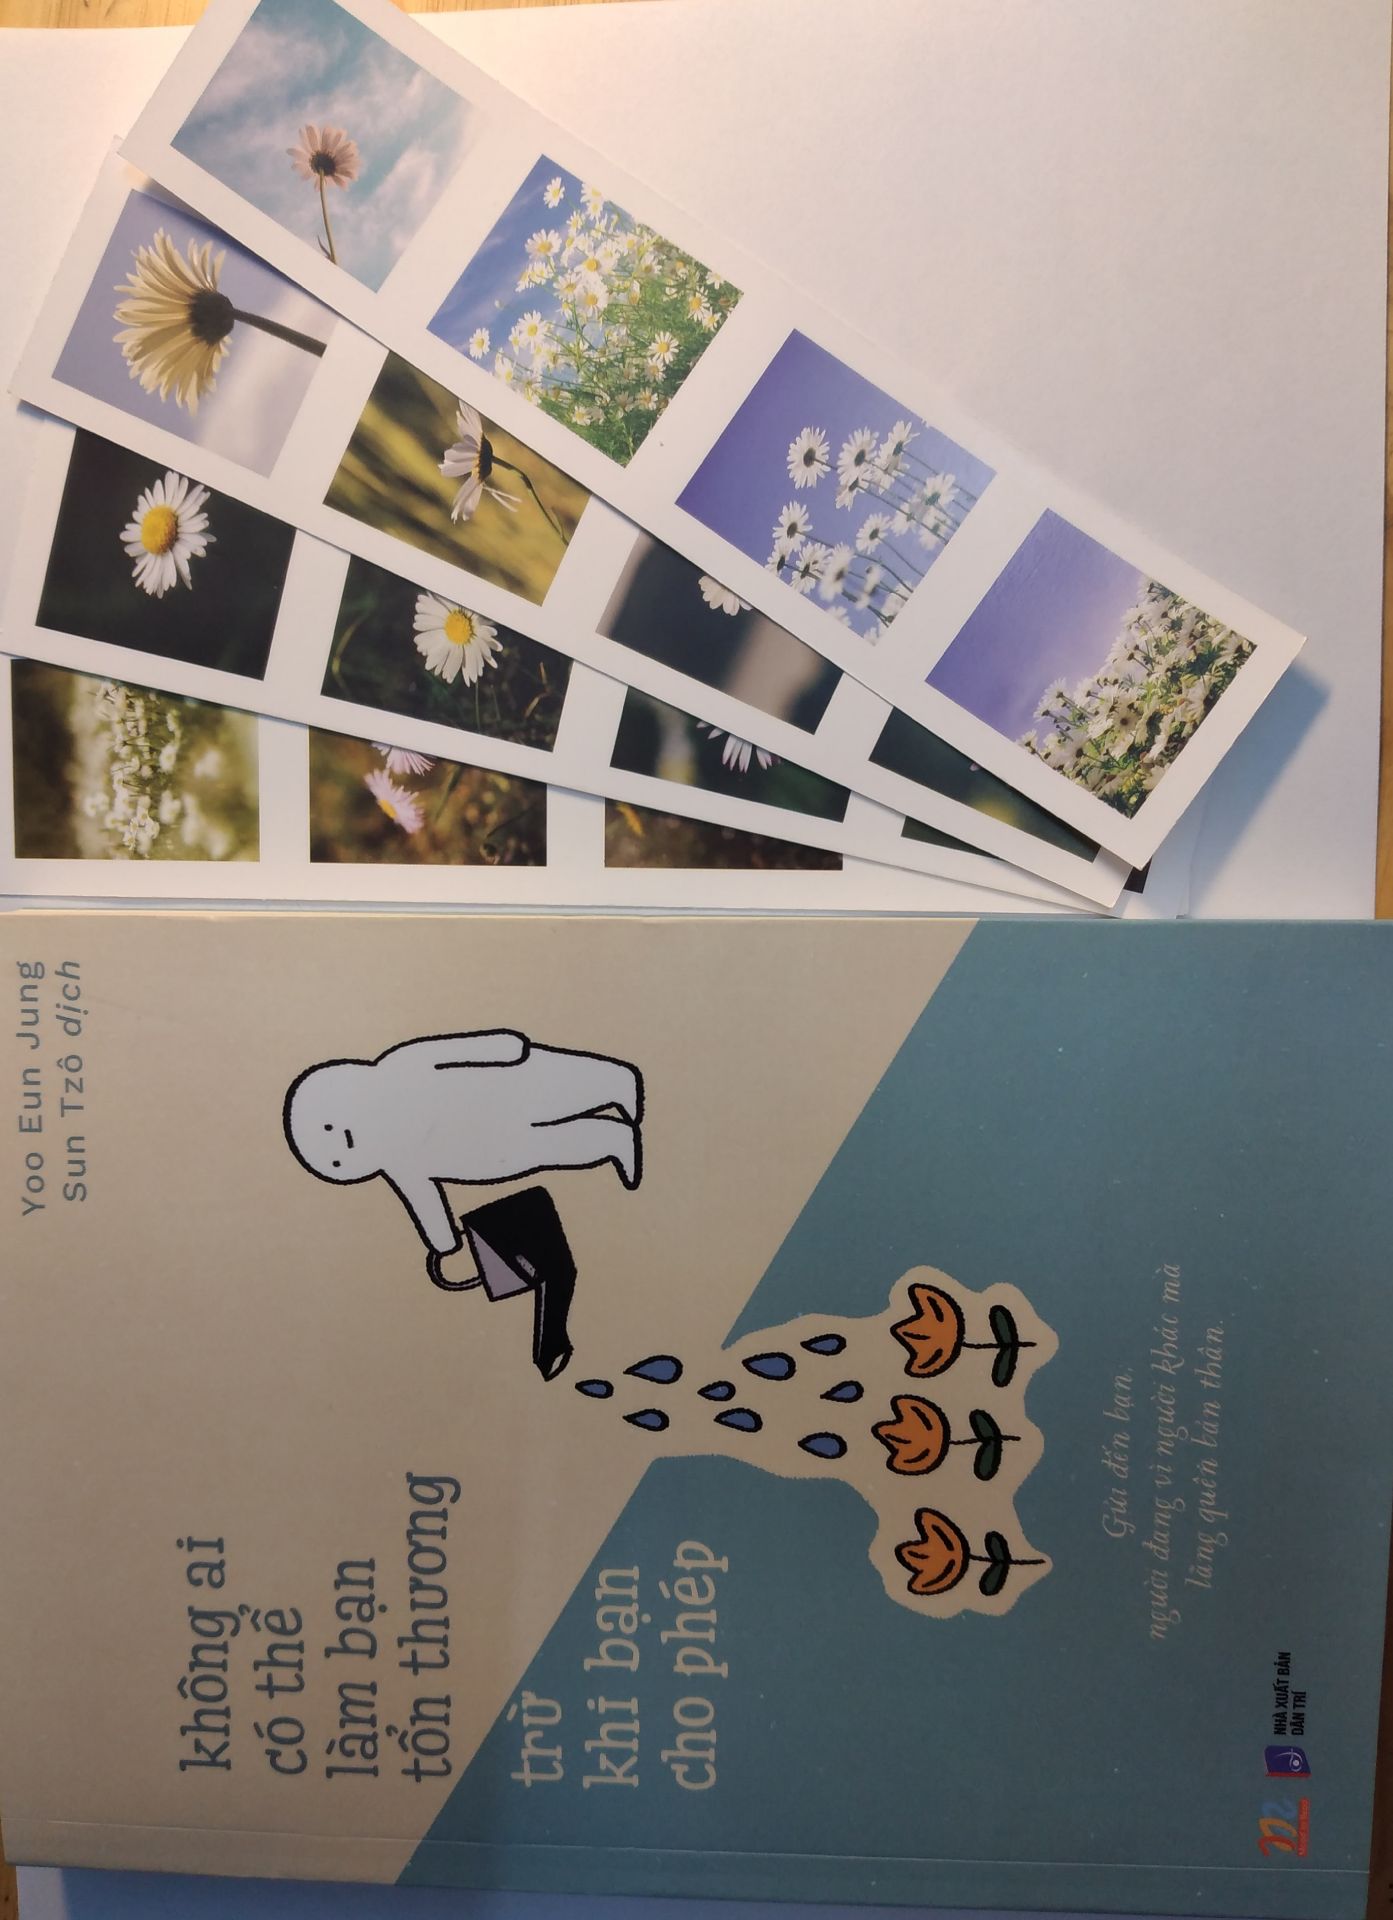 Yoo Eun Jung
Sun Tzô dịch
không ai
có thể
làm bạn
tổn thương
trừ
khi bạn
cho phép
Gửi đến bạn,
người đang vì người khác mà
lãng quên bản thân.
NHÀ XUẤT BẢN
DÂN TRÍ